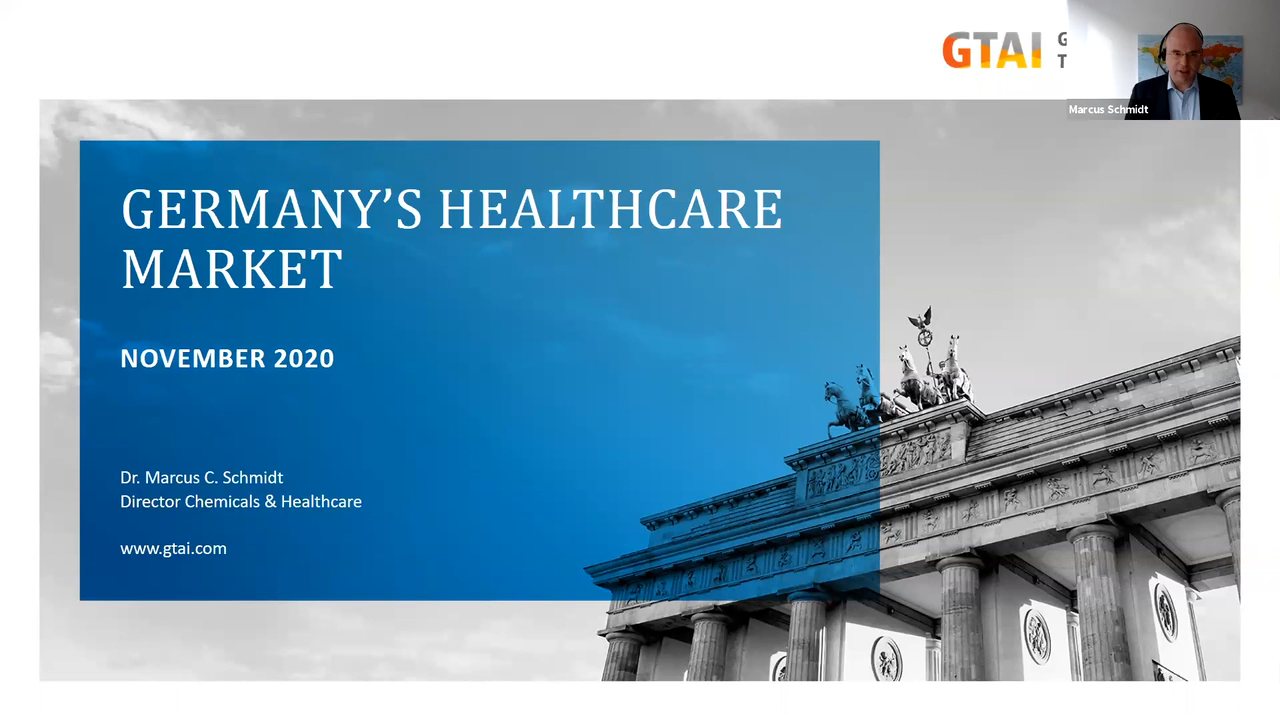 GTAI
G
T
Marcus Schmidt
GERMANY’S HEALTHCARE
MARKET
NOVEMBER 2020
Dr. Marcus C. Schmidt
Director Chemicals & Healthcare
www.gtai.com